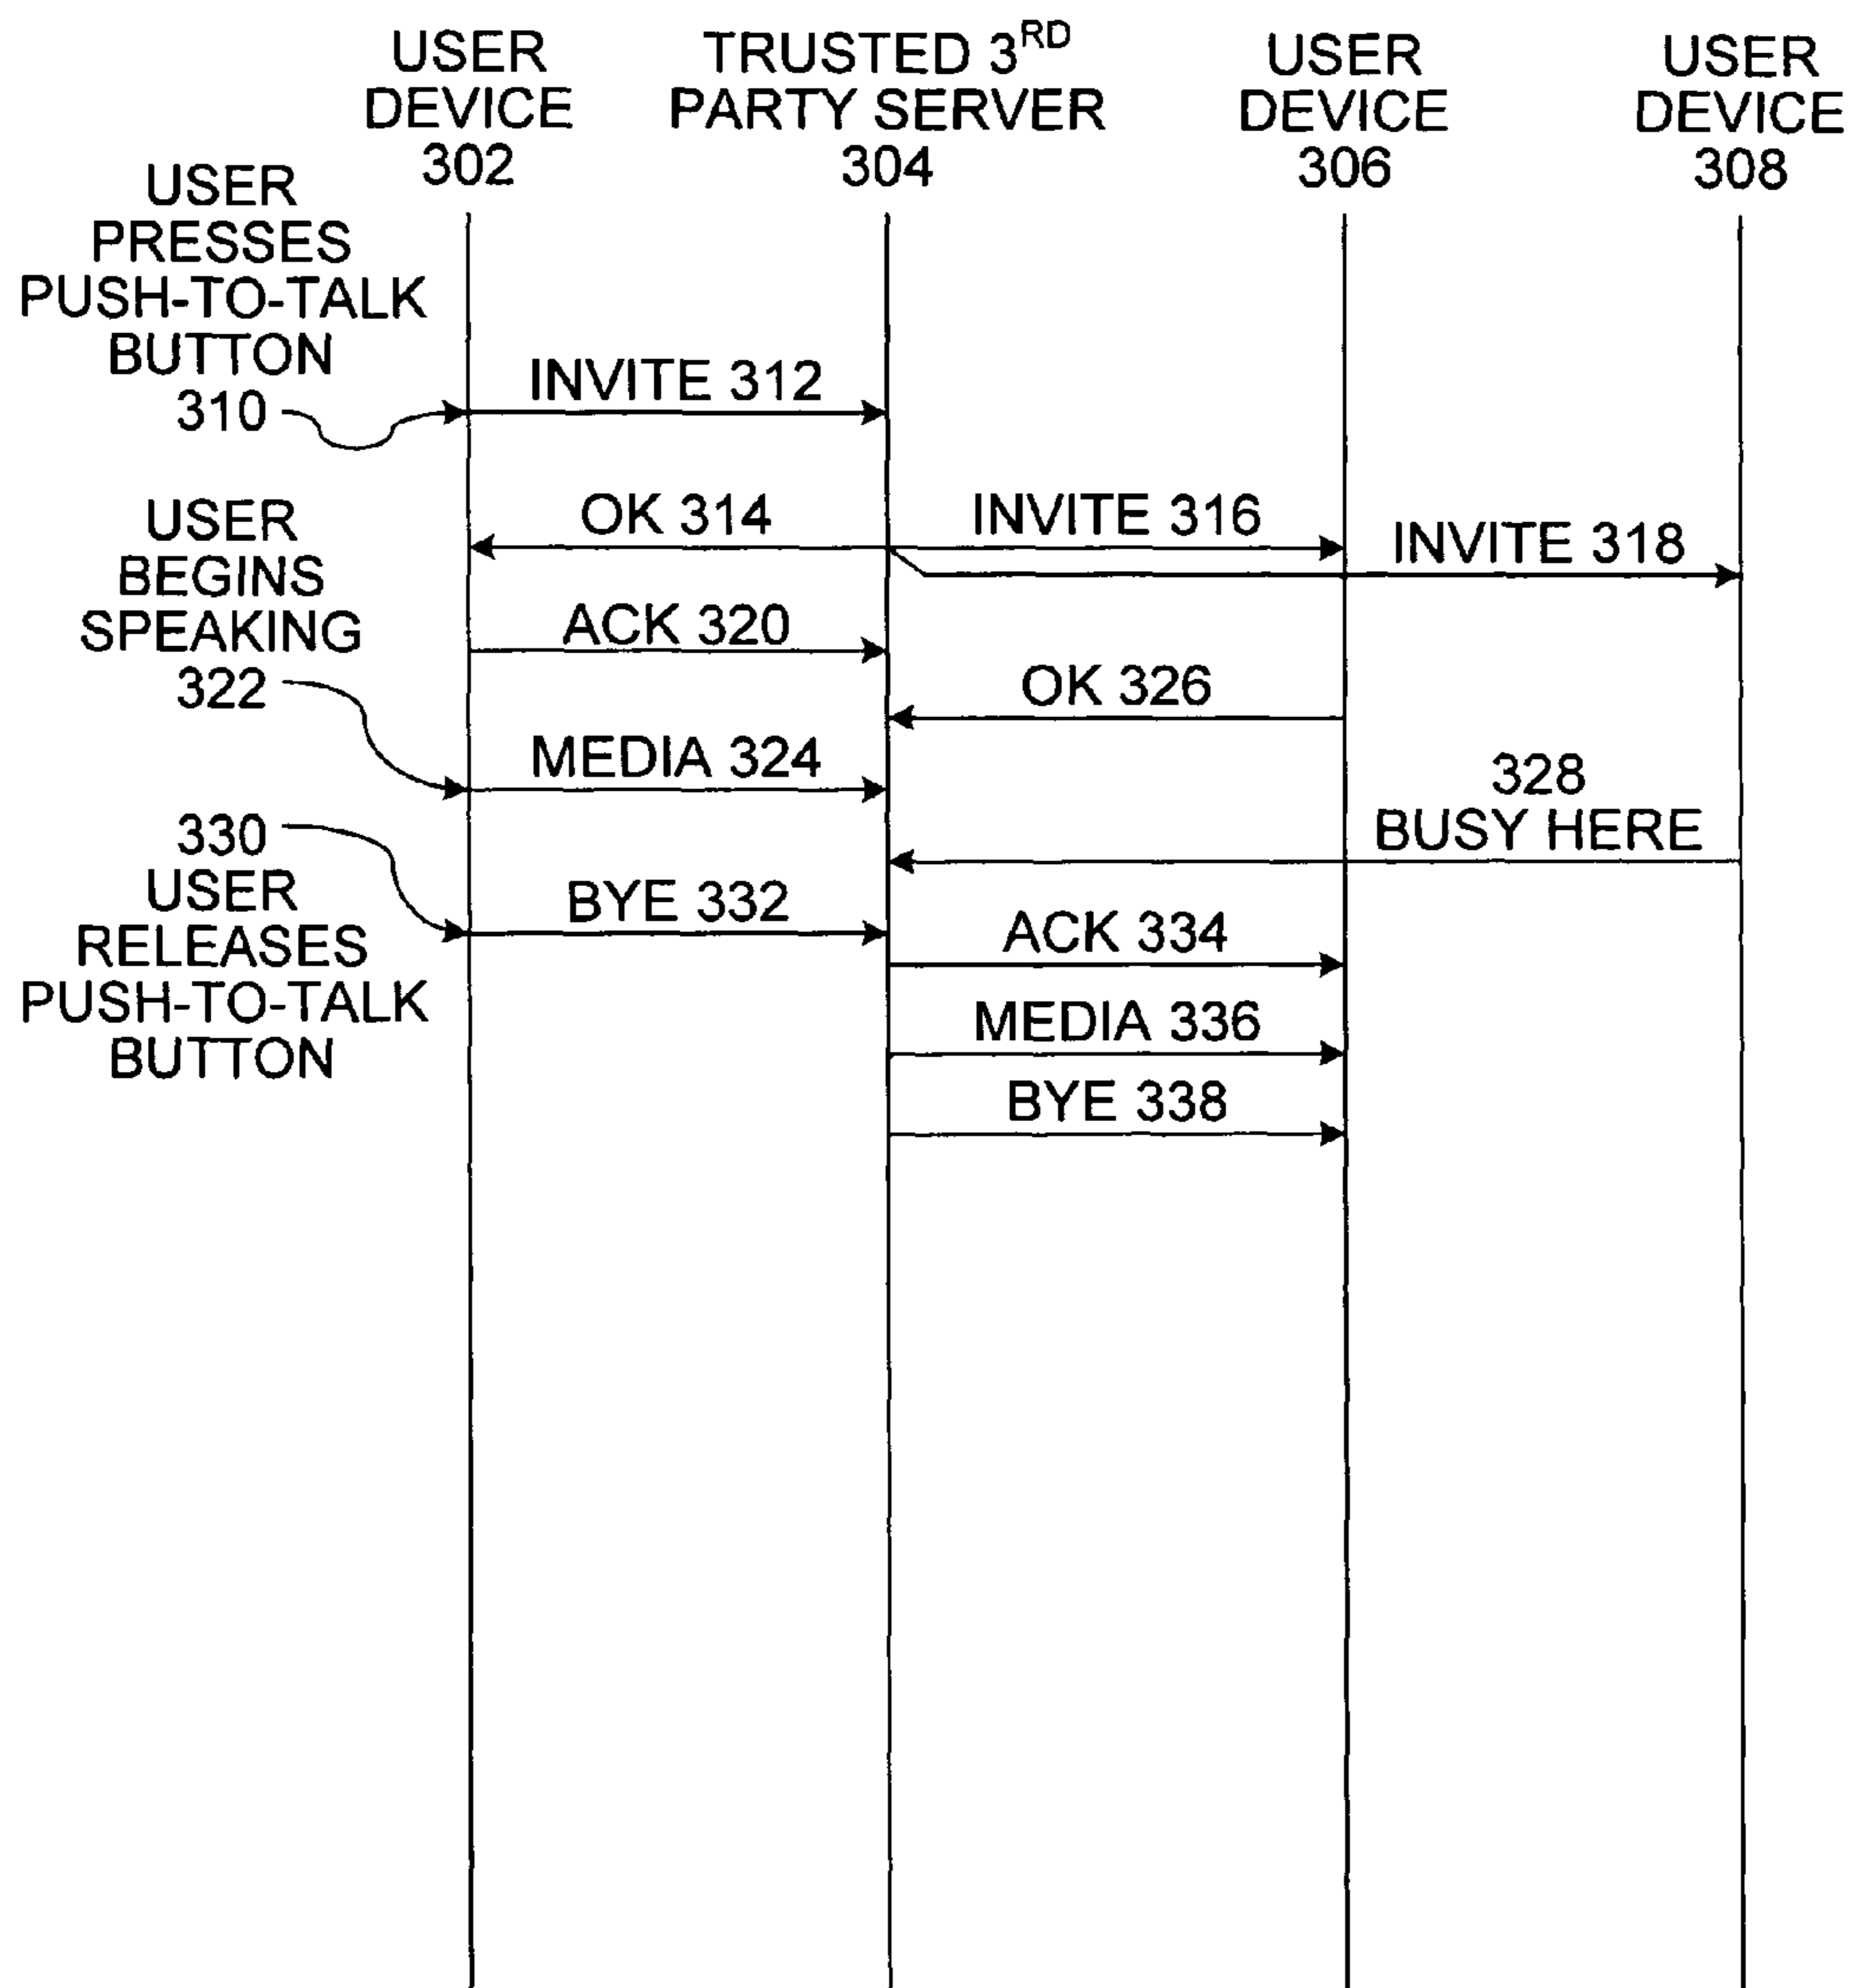 USER
DEVICE
302
TRUSTED 3RD
PARTY SERVER
304
USER
DEVICE
306
USER
DEVICE
308
USER
PRESSES
PUSH-TO-TALK
BUTTON
310
INVITE 312
OK 314
INVITE 316
INVITE 318
USER
BEGINS
SPEAKING
322
ACK 320
OK 326
MEDIA 324
328
BUSY HERE
330
USER
RELEASES
PUSH-TO-TALK
BUTTON
BYE 332
ACK 334
MEDIA 336
BYE 338